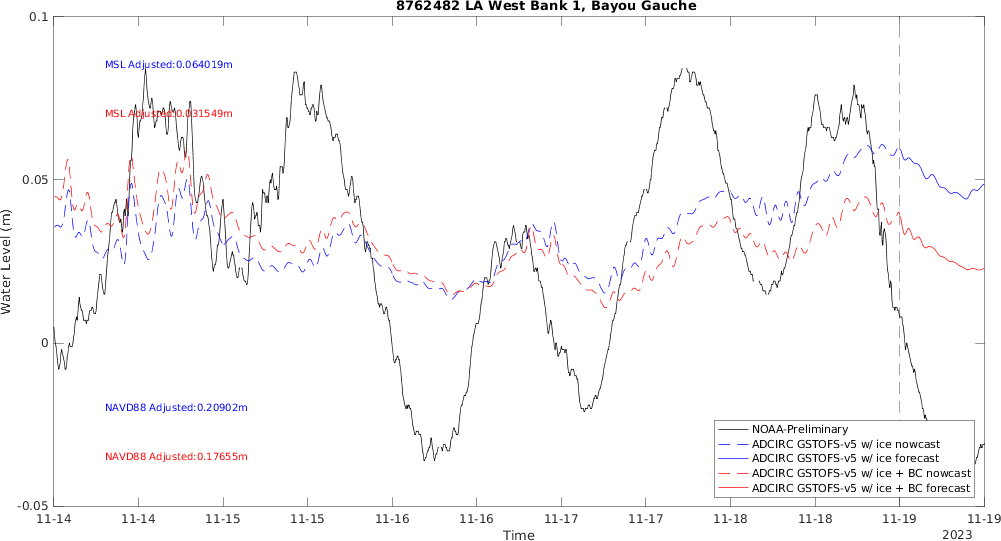 8762482 LA West Bank 1, Bayou Gauche
0.1
MSL Adjusted:0.064019m
MSL Adjusted:0.031549m
0.05
Water Level (m)
0
NAVD88 Adjusted:0.20902m
NAVD88 Adjusted:0.17655m
NOAA-Preliminary
ADCIRC GSTOFS-v5 w/ ice nowcast
ADCIRC GSTOFS-v5 w/ ice forecast
ADCIRC GSTOFS-v5 w/ ice + BC nowcast
ADCIRC GSTOFS-v5 w/ ice + BC forecast
-0.05
11-14 11-14 11-15 11-15 11-16 11-16 11-17 11-17 11-18 11-18 11-19 11-19
Time
2023